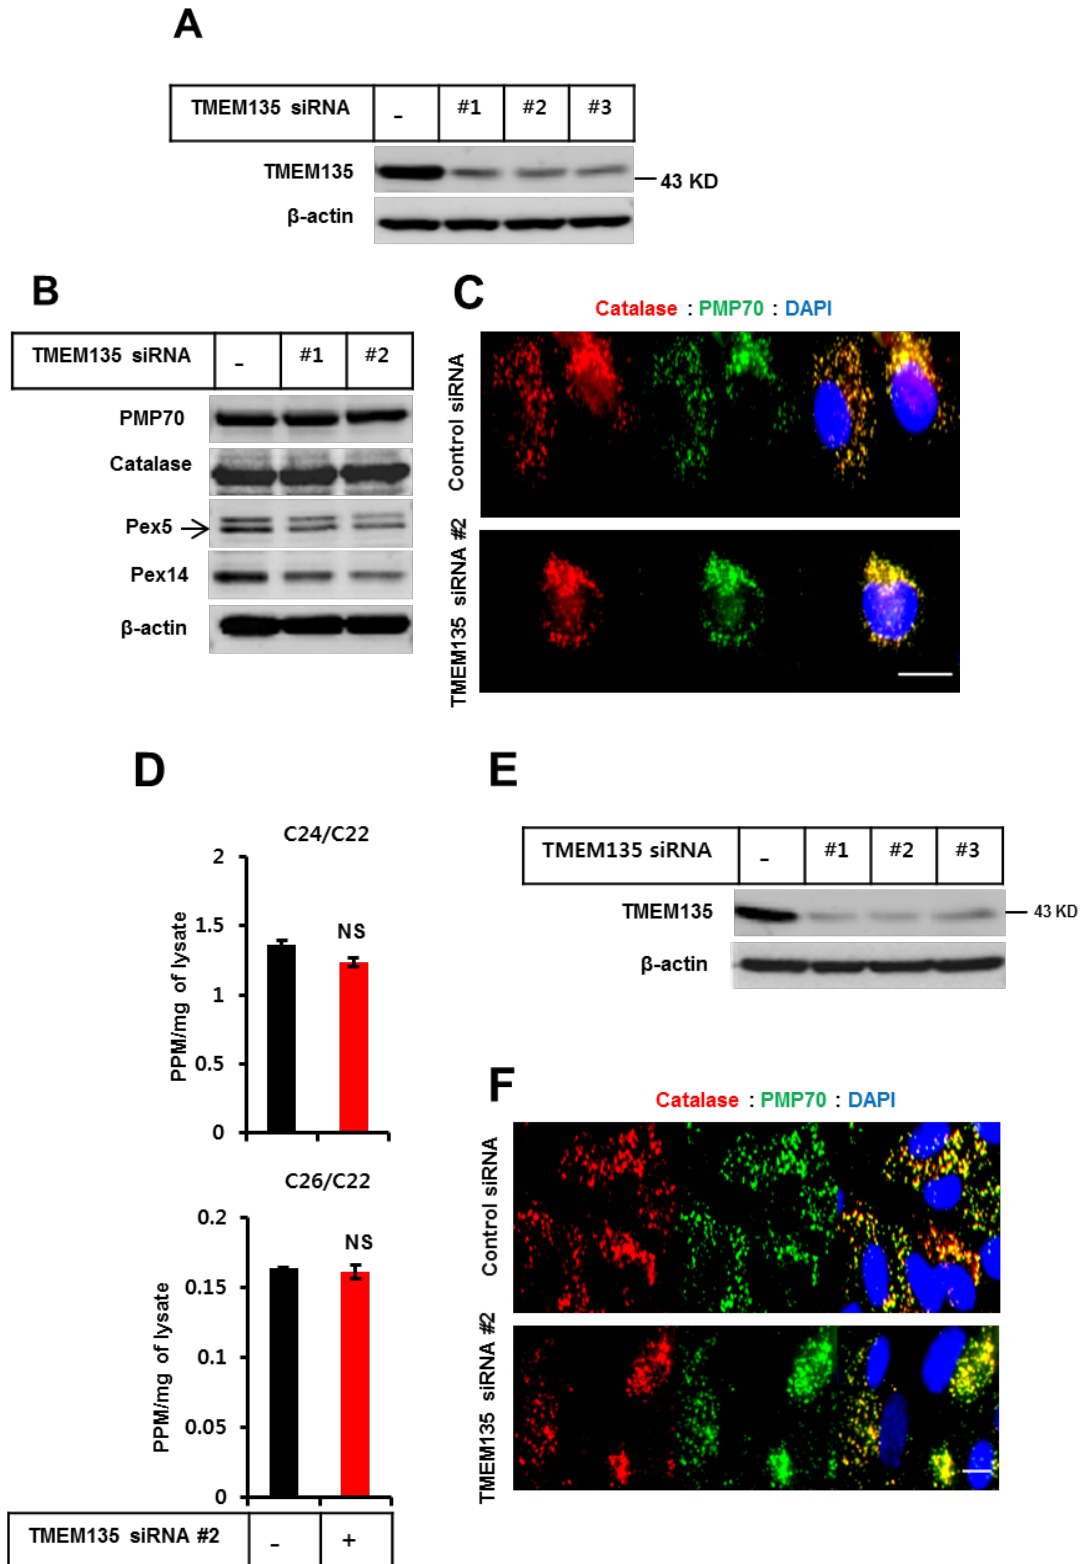 A
TMEM135 siRNA - #1 #2 #3
TMEM135
43 KD
β-actin
B
TMEM135 siRNA - #1 #2
PMP70
Catalase
Pex5
Pex14
β-actin
C
Catalase : PMP70 : DAPI
Control siRNA
TMEM135 siRNA #2
D
C24/C22
PPM/mg of lysate
2
1.5
1
0.5
0
NS
C26/C22
PPM/mg of lysate
0.2
0.15
0.1
0.05
0
NS
TMEM135 siRNA #2 - +
E
TMEM135 siRNA - #1 #2 #3
TMEM135
43 KD
β-actin
F
Catalase : PMP70 : DAPI
Control siRNA
TMEM135 siRNA #2